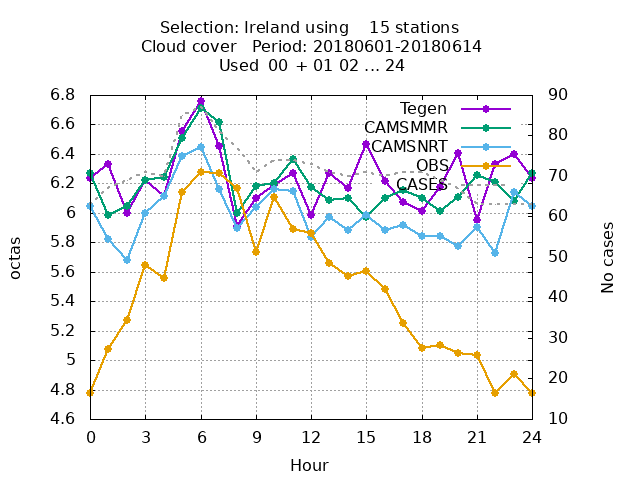 Selection: Ireland using    15 stations
Cloud cover   Period: 20180601-20180614
Used  00  + 01 02 ... 24
Tegen
CAMSMMR
CAMSNRT
OBS
CASES
octas
6.8
6.6
6.4
6.2
6
5.8
5.6
5.4
5.2
5
4.8
4.6
90
80
70
60
50
40
30
20
10
No cases
0 3 6 9 12 15 18 21 24
Hour